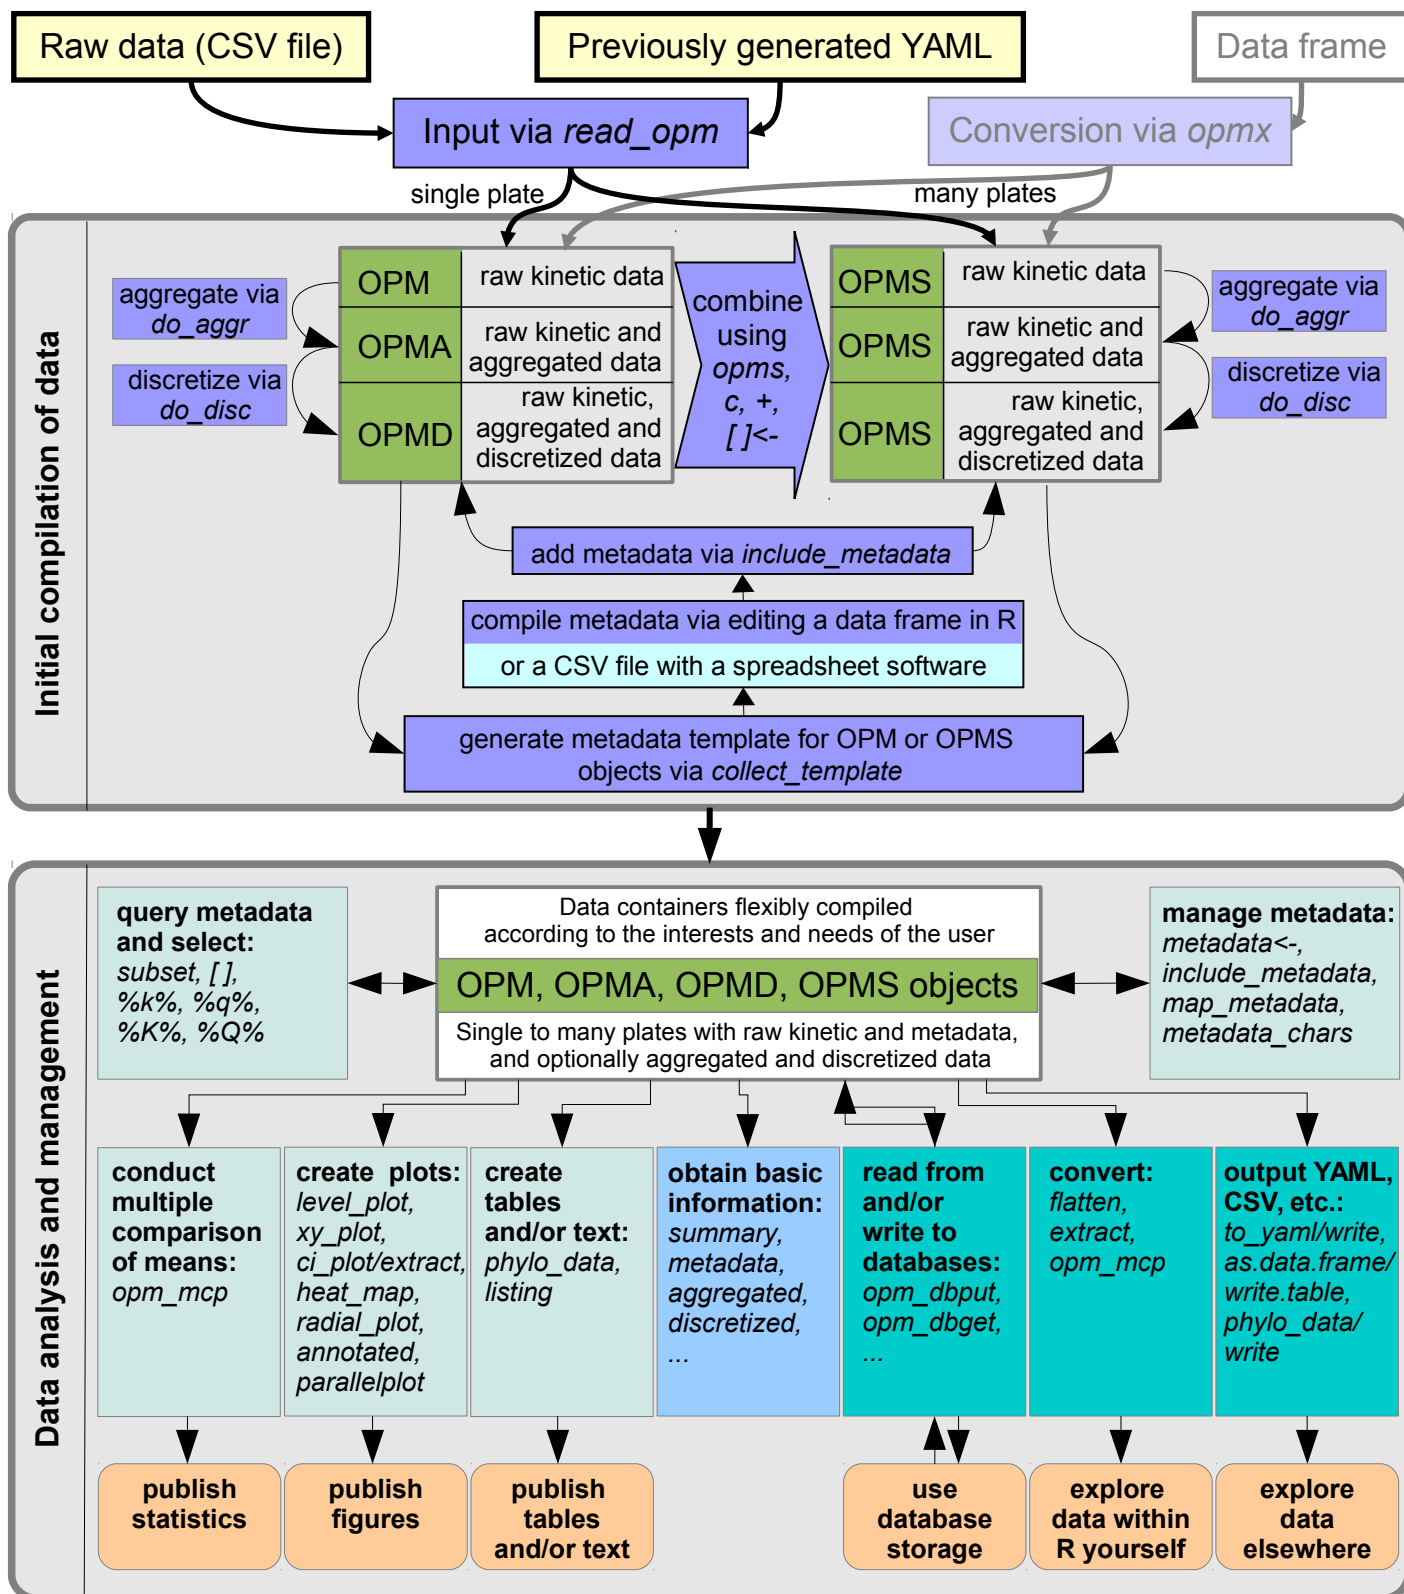 Raw data (CSV file)
Previously generated YAML
Data frame
Input via read_opm
Conversion via opmx
single plate
many plates
Initial compilation of data
aggregate via
do_aggr
discretize via
do_disc
OPM
raw kinetic data
OPMA
raw kinetic and
aggregated data
OPMD
raw kinetic,
aggregated and
discretized data
combine
using
opms,
c, +,
[ ]<-
OPMS
raw kinetic data
OPMS
raw kinetic and
aggregated data
OPMS
raw kinetic,
aggregated and
discretized data
aggregate via
do_aggr
discretize via
do_disc
add metadata via include_metadata
compile metadata via editing a data frame in R
or a CSV file with a spreadsheet software
generate metadata template for OPM or OPMS
objects via collect_template
Data analysis and management
query metadata
and select:
subset, [ ],
%k%, %q%,
%K%, %Q%
Data containers flexibly compiled
according to the interests and needs of the user
OPM, OPMA, OPMD, OPMS objects
Single to many plates with raw kinetic and metadata,
and optionally aggregated and discretized data
manage metadata:
metadata<-,
include_metadata,
map_metadata,
metadata_chars
conduct
multiple
comparison
of means:
opm_mcp
create plots:
level_plot,
xy_plot,
ci_plot/extract,
heat_map,
radial_plot,
annotated,
parallelplot
create
tables
and/or text:
phylo_data,
listing
obtain basic
information:
summary,
metadata,
aggregated,
discretized,
...
read from
and/or
write to
databases:
opm_dbput,
opm_dbget,
...
convert:
flatten,
extract,
opm_mcp
output YAML,
CSV, etc.:
to_yaml/write,
as.data.frame/
write.table,
phylo_data/
write
publish
statistics
publish
figures
publish
tables
and/or text
use
database
storage
explore
data within
R yourself
explore
data
elsewhere